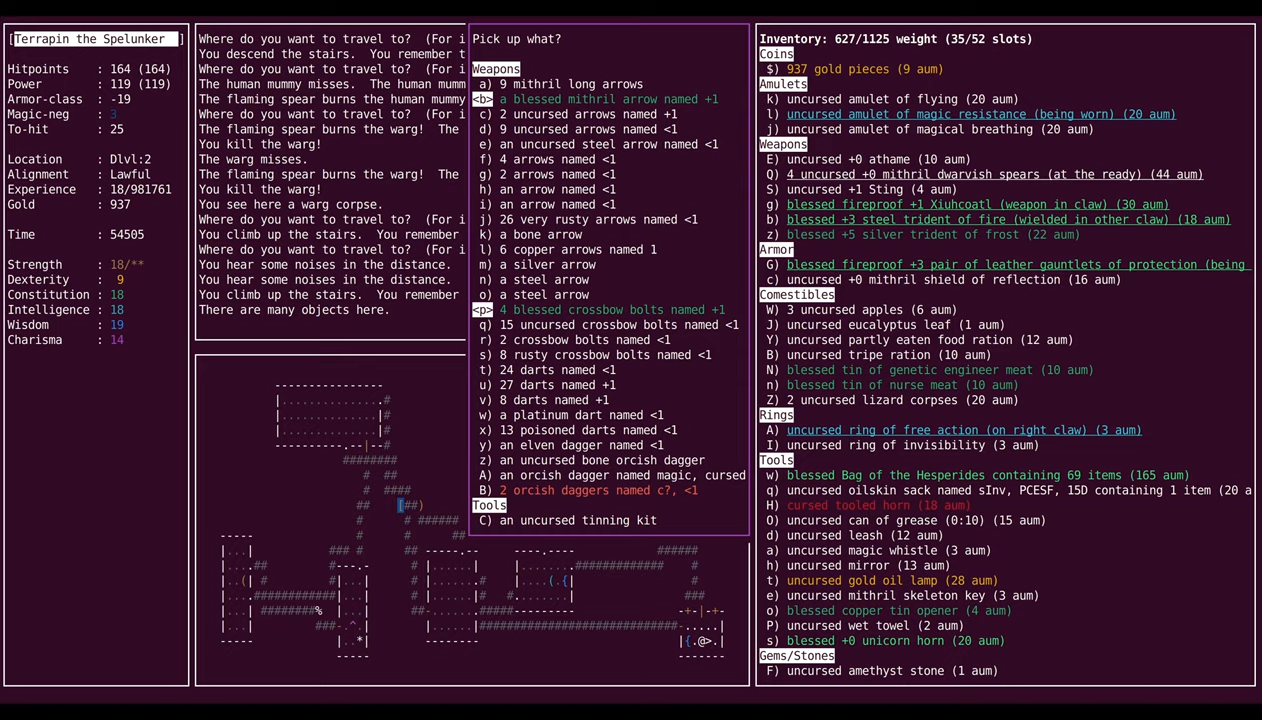 [Terrapin the Spelunker ]
Hitpoints : 164 (164)
Power : 119 (119)
Armor-class : -19
Magic-neg : 3
To-hit : 25
Location : Dlvl:2
Alignment : Lawful
Experience : 18/981761
Gold : 937
Time : 54505
Strength : 18/**
Dexterity : 9
Constitution : 18
Intelligence : 18
Wisdom : 19
Charisma : 14
Where do you want to travel to? (For i
You descend the stairs. You remember t
Where do you want to travel to? (For i
The human mummy misses. The human mumm
The flaming spear burns the human mummy
Where do you want to travel to? (For i
The flaming spear burns the warg! The
You kill the warg!
The warg misses.
The flaming spear burns the warg! The
You kill the warg!
You see here a warg corpse.
Where do you want to travel to? (For i
You climb up the stairs. You remember
You hear some noises in the distance.
Where do you want to travel to? (For i
You hear some noises in the distance.
You climb up the stairs. You remember
There are many objects here.
Pick up what?
Weapons
a) 9 mithril long arrows
<b> a blessed mithril arrow named +1
c) 2 uncursed arrows named +1
d) 9 uncursed arrows named <1
e) an uncursed steel arrow named <1
f) 4 arrows named <1
g) 2 arrows named <1
h) an arrow named <1
i) an arrow named <1
j) 26 very rusty arrows named <1
k) a bone arrow
l) 6 copper arrows named 1
m) a silver arrow
n) a steel arrow
o) a steel arrow
<p> 4 blessed crossbow bolts named +1
q) 15 uncursed crossbow bolts named <1
r) 2 crossbow bolts named <1
s) 8 rusty crossbow bolts named <1
t) 24 darts named <1
u) 27 darts named +1
v) 8 darts named +1
w) a platinum dart named <1
x) 13 poisoned darts named <1
y) an elven dagger named <1
z) an uncursed bone orcish dagger
A) an orcish dagger named magic, cursed
B) 2 orcish daggers named c?, <1
Tools
C) an uncursed tinning kit
Inventory: 627/1125 weight (35/52 slots)
Coins
$) 937 gold pieces (9 aum)
Amulets
k) uncursed amulet of flying (20 aum)
l) uncursed amulet of magic resistance (being worn) (20 aum)
j) uncursed amulet of magical breathing (20 aum)
Weapons
E) uncursed +0 athame (10 aum)
Q) 4 uncursed +0 mithril dwarvish spears (at the ready) (44 aum)
S) uncursed +1 Sting (4 aum)
g) blessed fireproof +1 Xiuhcoatl (weapon in claw) (30 aum)
b) blessed +3 steel trident of fire (wielded in other claw) (18 aum)
z) blessed +5 silver trident of frost (22 aum)
Armor
G) blessed fireproof +3 pair of leather gauntlets of protection (being
c) uncursed +0 mithril shield of reflection (16 aum)
Comestibles
W) 3 uncursed apples (6 aum)
J) uncursed eucalyptus leaf (1 aum)
Y) uncursed partly eaten food ration (12 aum)
B) uncursed tripe ration (10 aum)
N) blessed tin of genetic engineer meat (10 aum)
n) blessed tin of nurse meat (10 aum)
Z) 2 uncursed lizard corpses (20 aum)
Rings
A) uncursed ring of free action (on right claw) (3 aum)
I) uncursed ring of invisibility (3 aum)
Tools
w) blessed Bag of the Hesperides containing 69 items (165 aum)
q) uncursed oilskin sack named sInv, PCESF, 15D containing 1 item (20 a
H) cursed tooled horn (18 aum)
O) uncursed can of grease (0:10) (15 aum)
d) uncursed leash (12 aum)
a) uncursed magic whistle (3 aum)
h) uncursed mirror (13 aum)
t) uncursed gold oil lamp (28 aum)
e) uncursed mithril skeleton key (3 aum)
o) blessed copper tin opener (4 aum)
P) uncursed wet towel (2 aum)
s) blessed +0 unicorn horn (20 aum)
Gems/Stones
F) uncursed amethyst stone (1 aum)